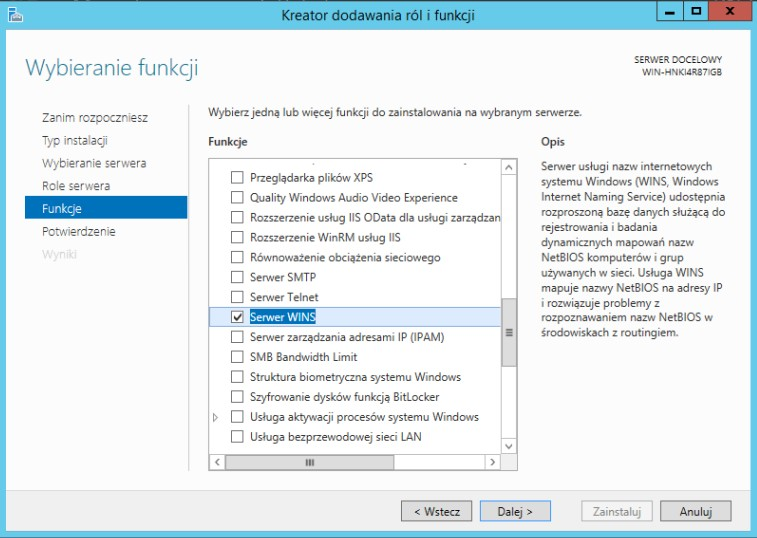 Kreator dodawania ról i funkcji
Wybieranie funkcji
SERWER DOCELOWY
WIN-HNKI4R87IGB
Zanim rozpoczniesz
Typ instalacji
Wybieranie serwera
Role serwera
Funkcje
Potwierdzenie
Wyniki
Wybierz jedną lub więcej funkcji do zainstalowania na wybranym serwerze.
Funkcje
Przeglądarka plików XPS
Quality Windows Audio Video Experience
Rozszerzenie usług IIS OData dla usługi zarządzan
Rozszerzenie WinRM usług IIS
Równoważenie obciążenia sieciowego
Serwer SMTP
Serwer Telnet
Serwer WINS
Serwer zarządzania adresami IP (IPAM)
SMB Bandwidth Limit
Struktura biometryczna systemu Windows
Szyfrowanie dysków funkcją BitLocker
Usługa aktywacji procesów systemu Windows
Usługa bezprzewodowej sieci LAN
Opis
Serwer usługi nazw internetowych
systemu Windows (WINS, Windows
Internet Naming Service) udostępnia
rozproszoną bazę danych służącą do
rejestrowania i badania
dynamicznych mapowań nazw
NetBIOS komputerów i grup
używanych w sieci. Usługa WINS
mapuje nazwy NetBIOS na adresy IP
i rozwiązuje problemy z
rozpoznawaniem nazw NetBIOS w
środowiskach z routingiem.
< Wstecz
Dalej >
Zainstaluj
Anuluj